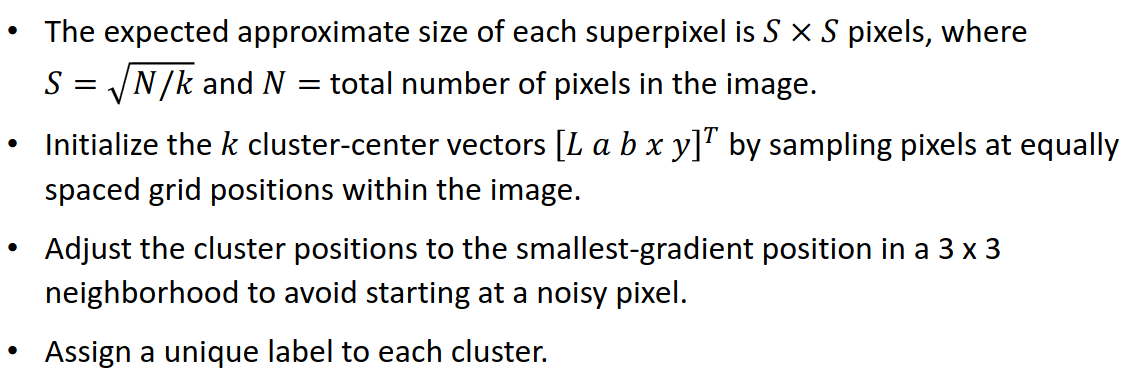 • The expected approximate size of each superpixel is S × S pixels, where
S = √N/k and N = total number of pixels in the image.
• Initialize the k cluster-center vectors [L a b x y]ᵀ by sampling pixels at equally
spaced grid positions within the image.
• Adjust the cluster positions to the smallest-gradient position in a 3 x 3
neighborhood to avoid starting at a noisy pixel.
• Assign a unique label to each cluster.